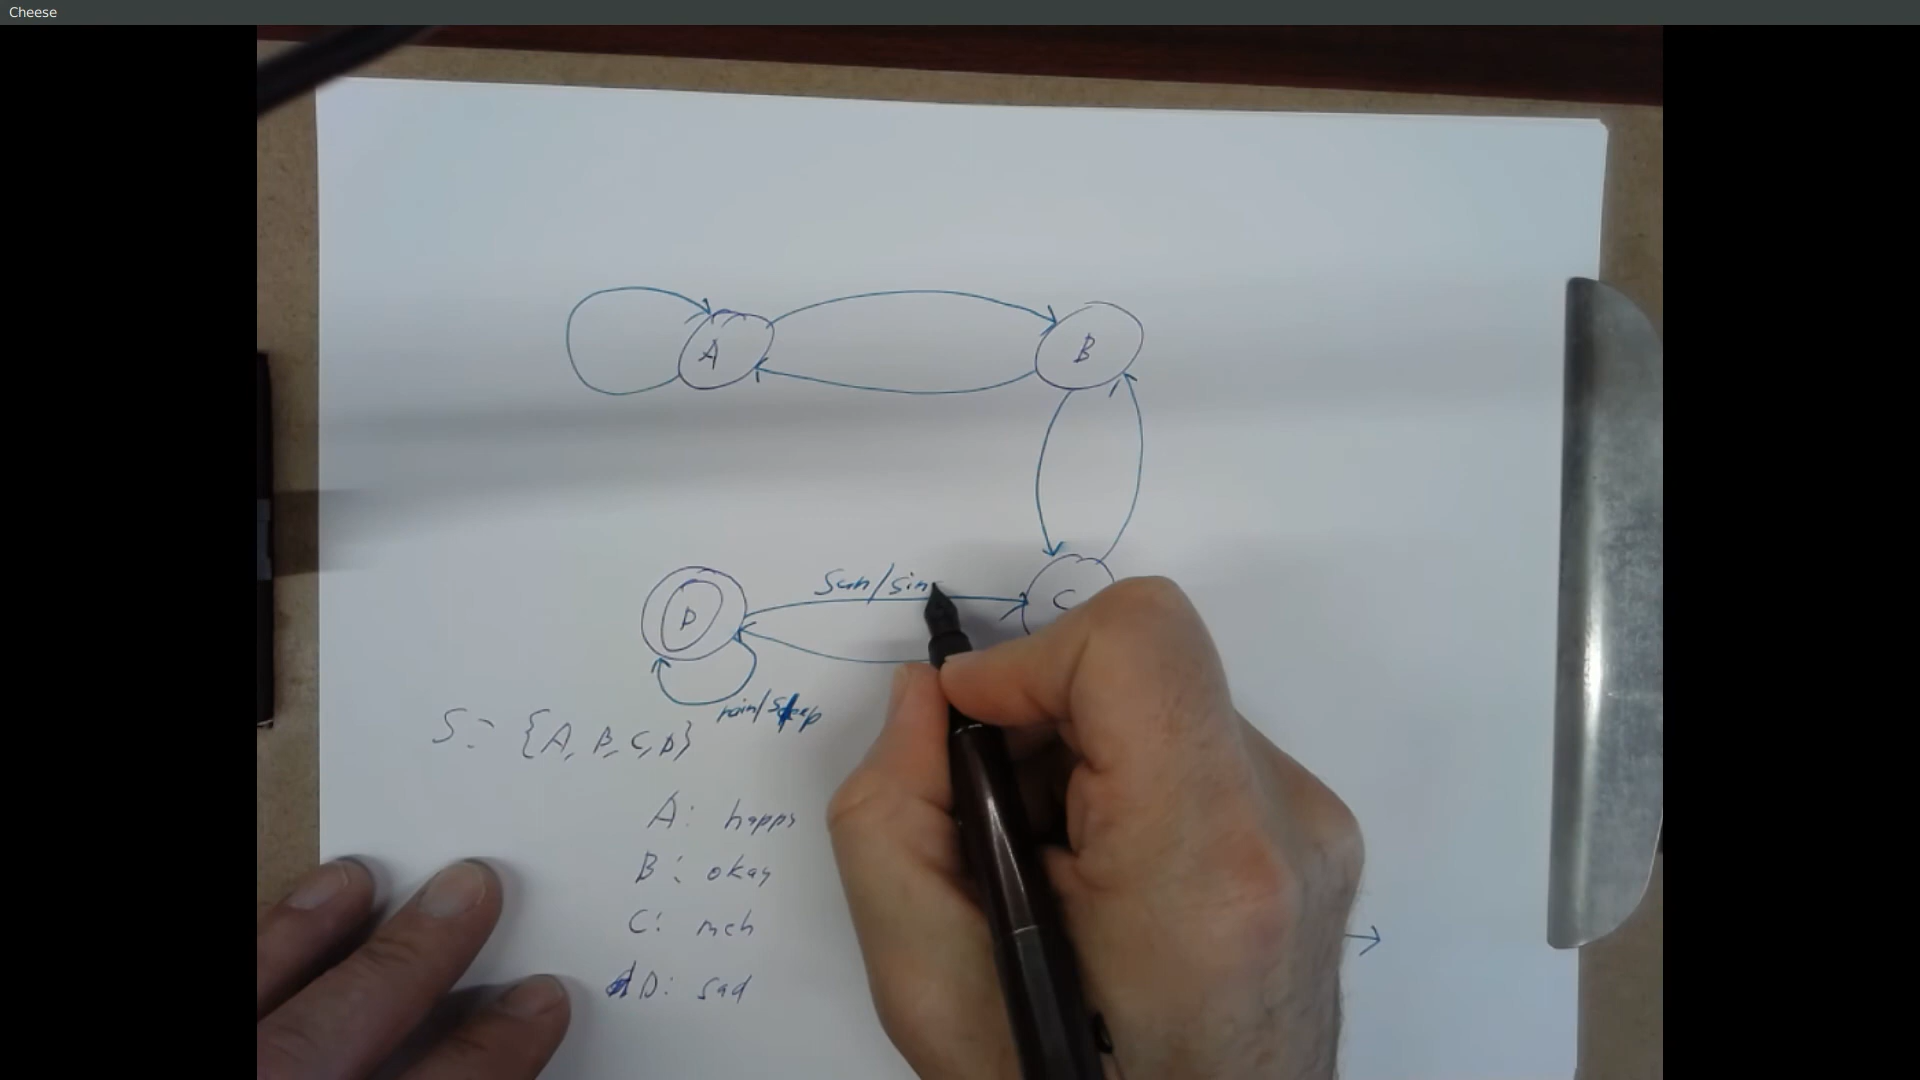 Cheese
A
B
Sun/sin
C
D
rain/sleep
S = {A, B, C, D}
A: happy
B: okay
C: meh
D: sad